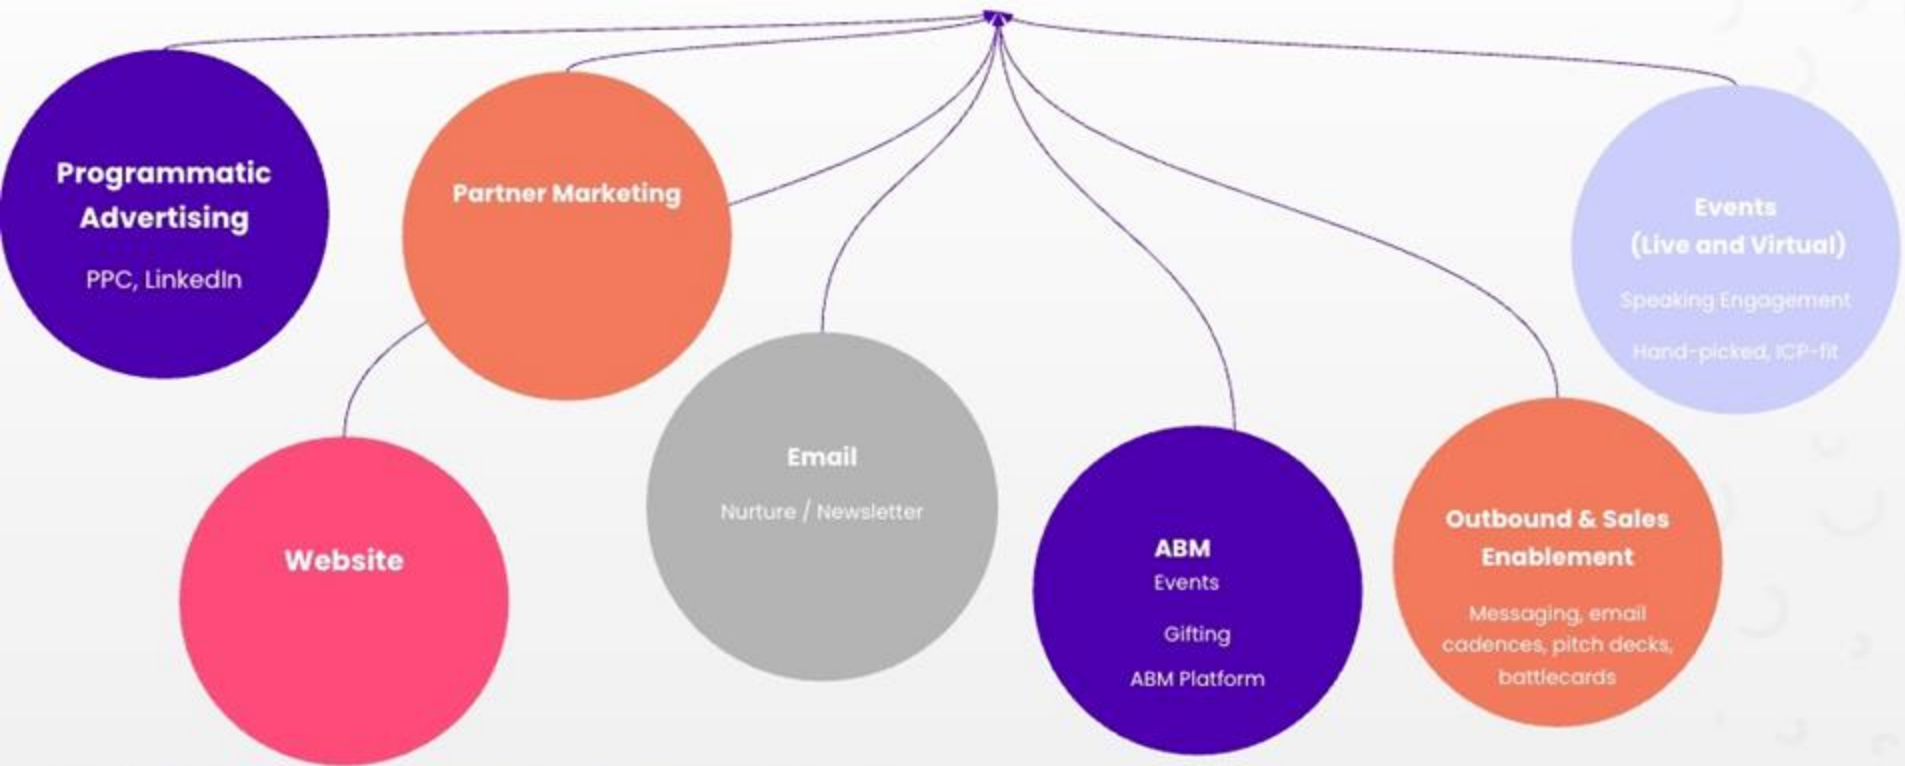 Programmatic
Advertising
PPC, LinkedIn
Partner Marketing
Events
(Live and Virtual)
Speaking Engagement
Hand-picked, ICP-fit
Website
Email
Nurture / Newsletter
ABM
Events
Gifting
ABM Platform
Outbound & Sales
Enablement
Messaging, email
cadences, pitch decks,
battlecards